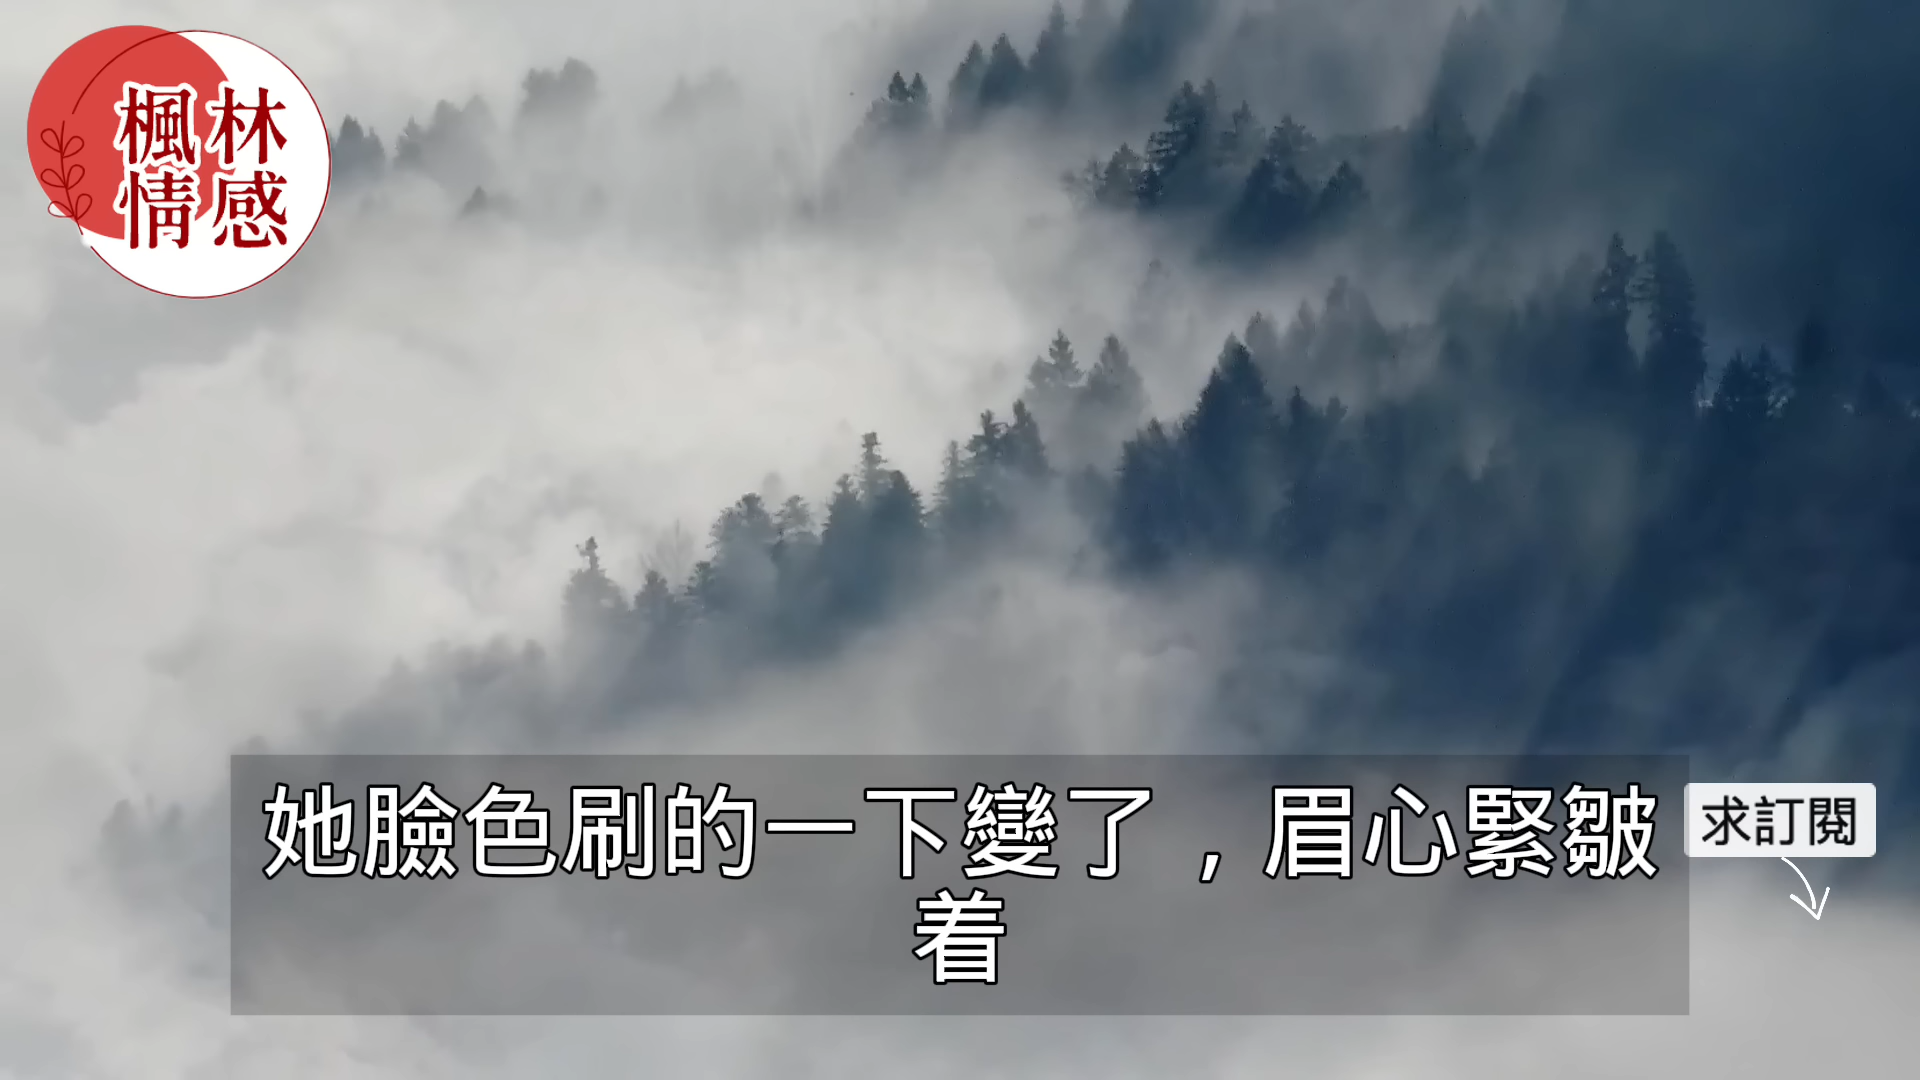 楓林
情感
她臉色刷的一下變了，眉心緊皺
着
求訂閱